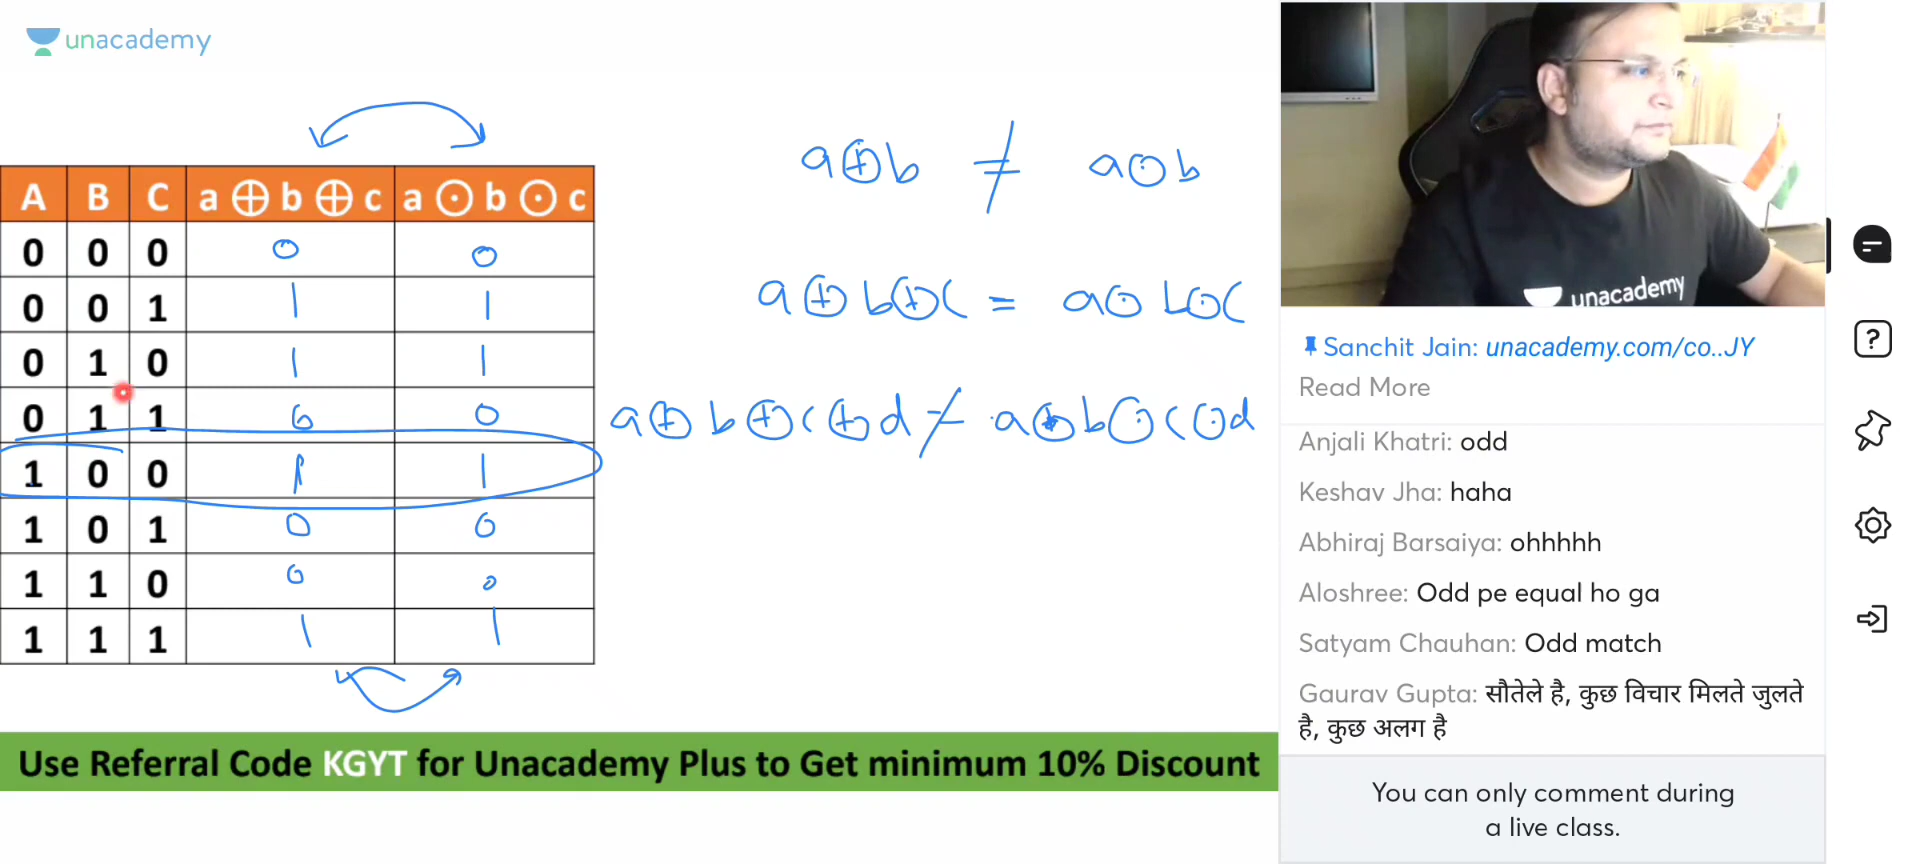 unacademy
a⊕b ≠ a⊙b
A B C a ⊕ b ⊕ c a ⊙ b ⊙ c
0 0 0 0 0
0 0 1 1 1
0 1 0 1 1
0 1 1 0 0
1 0 0 1 1
1 0 1 0 0
1 1 0 0 0
1 1 1 1 1
a⊕b⊕c = a⊙b⊙c
a⊕b⊕c⊕d ≠ a⊙b⊙c⊙d
Use Referral Code KGYT for Unacademy Plus to Get minimum 10% Discount
unacademy
Sanchit Jain: unacademy.com/co..JY
Read More
Anjali Khatri: odd
Keshav Jha: haha
Abhiraj Barsaiya: ohhhhh
Aloshree: Odd pe equal ho ga
Satyam Chauhan: Odd match
Gaurav Gupta: सौतेले है, कुछ विचार मिलते जुलते
है, कुछ अलग है
You can only comment during
a live class.
?